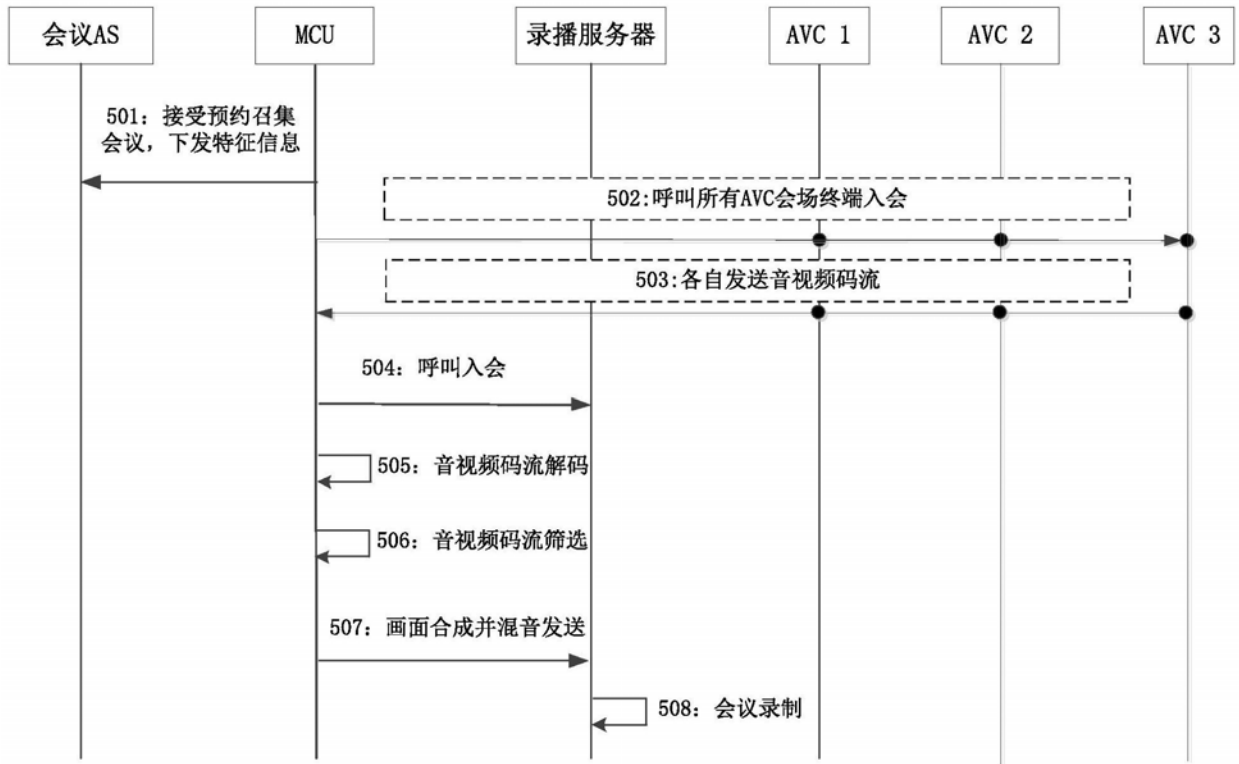 会议AS
MCU
录播服务器
AVC 1
AVC 2
AVC 3
501: 接受预约召集
会议，下发特征信息
502:呼叫所有AVC会场终端入会
503:各自发送音视频码流
504: 呼叫入会
505: 音视频码流解码
506: 音视频码流筛选
507: 画面合成并混音发送
508: 会议录制